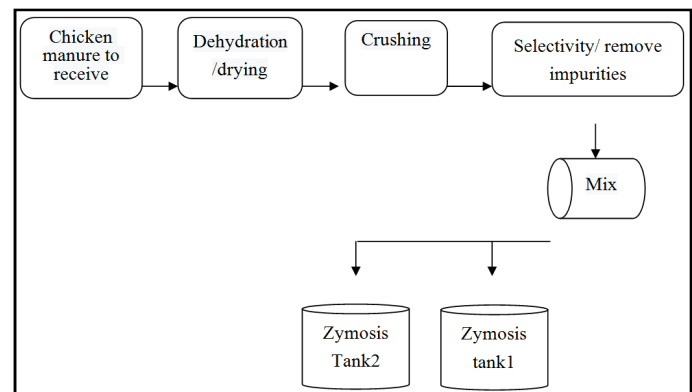 Chicken
manure to
receive
Dehydration
/drying
Crushing
Selectivity/ remove
impurities
Mix
Zymosis
Tank2
Zymosis
tank1